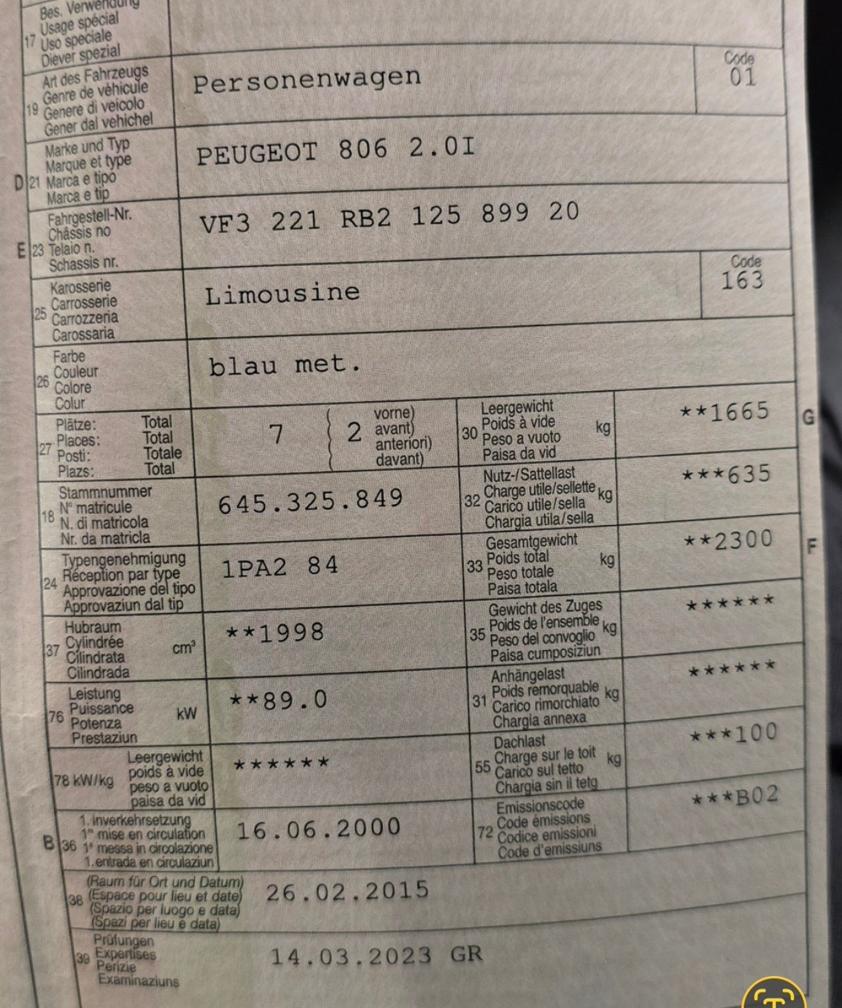 Bes. Verwendung
17 Usage spécial
Uso speciale
Diever spezial
Art des Fahrzeugs
19 Genre de véhicule
Genere di veicolo
Gener dal vehichel
Personenwagen
Code
01
Marke und Typ
Marque et type
D 21 Marca e tipo
Marca e tip
PEUGEOT 806 2.0I
Fahrgestell-Nr.
Châssis no
E 23 Telaio n.
Schassis nr.
VF3 221 RB2 125 899 20
Karosserie
Carrosserie
25 Carrozzeria
Carossaria
Limousine
Code
163
Farbe
Couleur
26 Colore
Colur
blau met.
Plätze: Total
27 Places: Total
Posti: Totale
Plazs: Total
7 ( 2 vorne)
avant)
anteriori)
davant)
Leergewicht
Poids à vide
30 Peso a vuoto kg
Paisa da vid
**1665 G
Stammnummer
18 N° matricule
N. di matricola
Nr. da matricla
645.325.849
Nutz-/Sattellast
32 Charge utile/sellette kg
Carico utile/sella
Chargia utila/sella
***635
Typengenehmigung
24 Réception par type
Approvazione del tipo
Approvaziun dal tip
1PA2 84
Gesamtgewicht
33 Poids total kg
Peso totale
Paisa totala
**2300 F
Hubraum
37 Cylindrée cm³
Cilindrata
Cilindrada
**1998
Gewicht des Zuges
35 Poids de l'ensemble kg
Peso del convoglio
Paisa cumposiziun
******
Leistung
76 Puissance kW
Potenza
Prestaziun
**89.0
Anhängelast
31 Poids remorquable kg
Carico rimorchiato
Chargia annexa
******
Leergewicht
78 kW/kg poids à vide
peso a vuoto
paisa da vid
******
Dachlast
55 Charge sur le toit kg
Carico sul tetto
Chargia sin il tetg
***100
1. Inverkehrsetzung
B 36 1re mise en circulation
1a messa in circolazione
1. entrada en circulaziun
16.06.2000
Emissionscode
72 Code émissions
Codice emissioni
Code d'emissiuns
***B02
(Raum für Ort und Datum)
38 (Espace pour lieu et date)
(Spazio per luogo e data)
(Spazi per lieu e data)
26.02.2015
Prüfungen
39 Expertises
Perizie
Examinaziuns
14.03.2023 GR